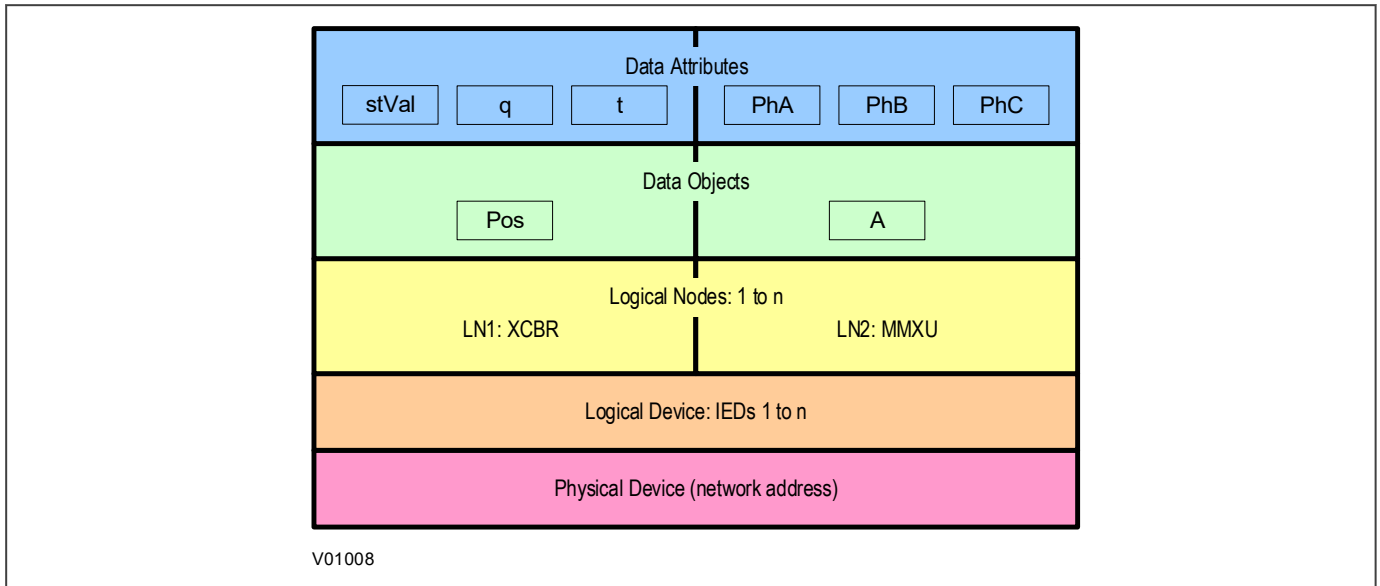 Data Attributes
stVal q t PhA PhB PhC
Data Objects
Pos A
Logical Nodes: 1 to n
LN1: XCBR LN2: MMXU
Logical Device: IEDs 1 to n
Physical Device (network address)
V01008